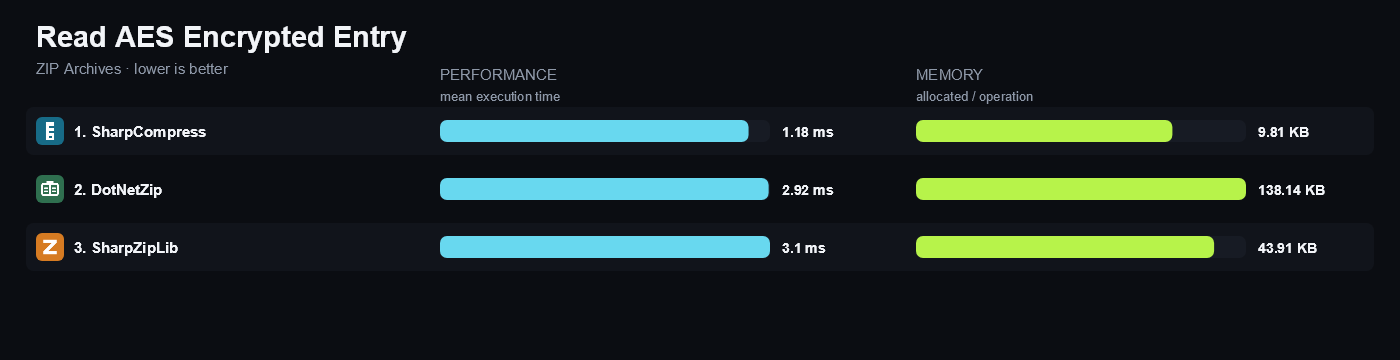 Read AES Encrypted Entry
ZIP Archives · lower is better
PERFORMANCE
mean execution time
MEMORY
allocated / operation
1. SharpCompress 1.18 ms 9.81 KB
2. DotNetZip 2.92 ms 138.14 KB
3. SharpZipLib 3.1 ms 43.91 KB